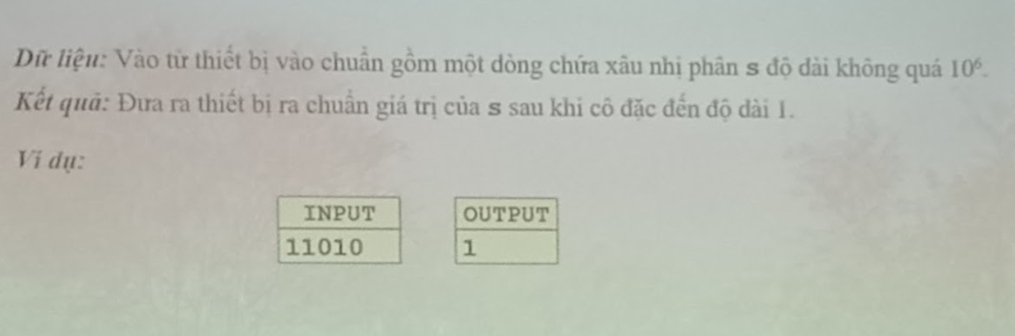 Dữ liệu: Vào từ thiết bị vào chuẩn gồm một dòng chứa xâu nhị phân s độ dài không quá 10⁶.
Kết quả: Đưa ra thiết bị ra chuẩn giá trị của s sau khi cô đặc đến độ dài 1.
Ví dụ:
INPUT OUTPUT
11010 1